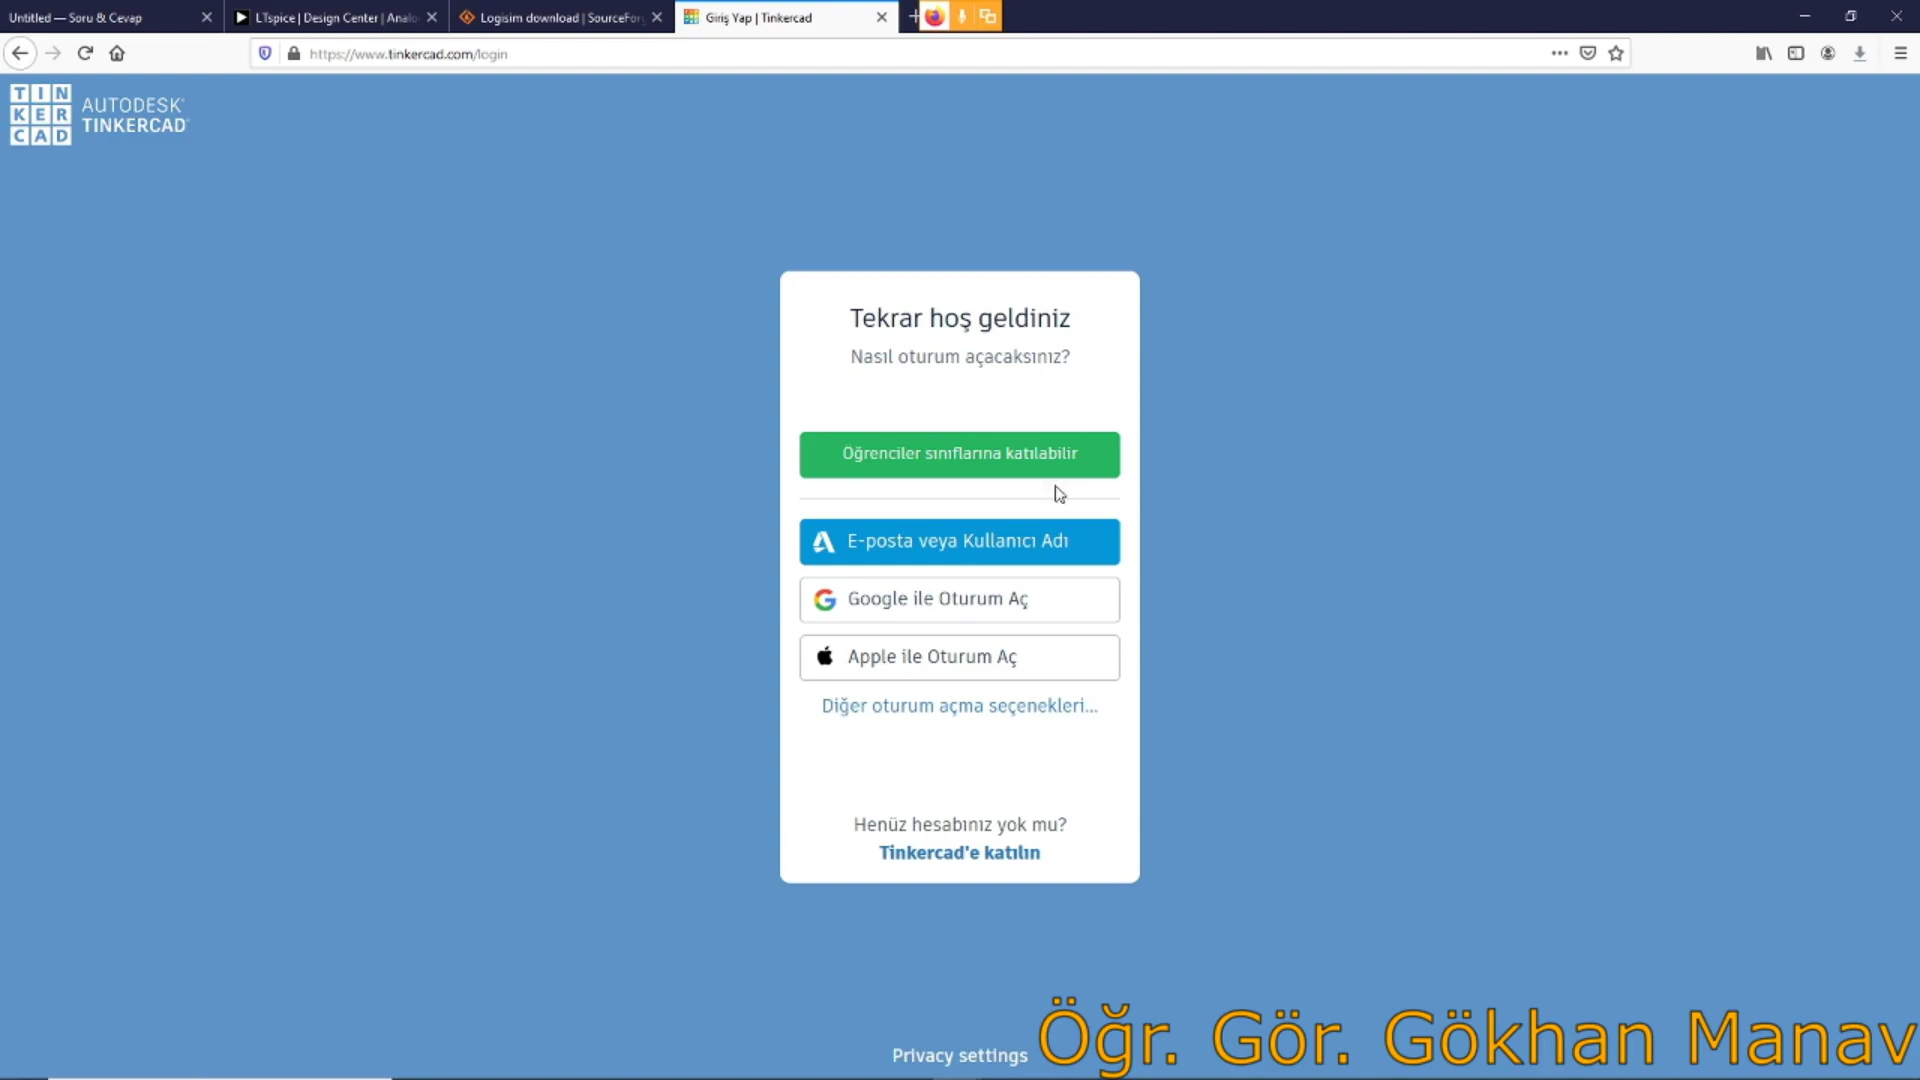 Untitled — Soru & Cevap
LTspice | Design Center | Analo
Logisim download | SourceFor
Giriş Yap | Tinkercad
https://www.tinkercad.com/login
TIN
KER
CAD
AUTODESK
TINKERCAD
Tekrar hoş geldiniz
Nasıl oturum açacaksınız?
Öğrenciler sınıflarına katılabilir
E-posta veya Kullanıcı Adı
Google ile Oturum Aç
Apple ile Oturum Aç
Diğer oturum açma seçenekleri...
Henüz hesabınız yok mu?
Tinkercad'e katılın
Privacy settings
Öğr. Gör. Gökhan Manav